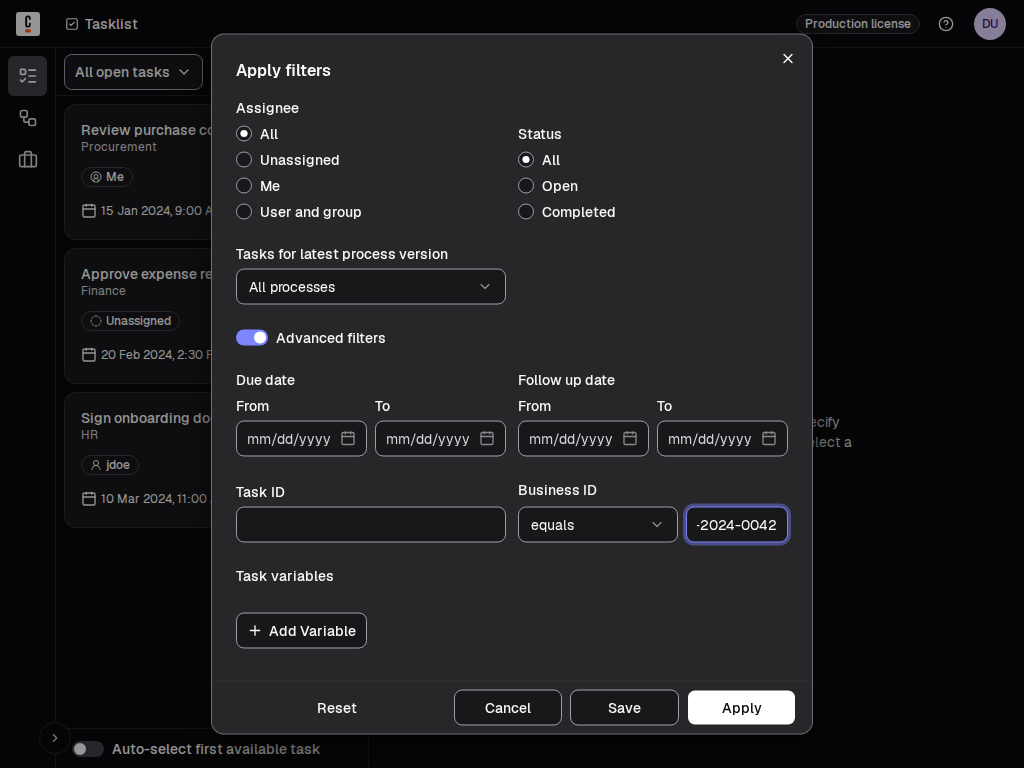 C
Tasklist
Production license
DU
All open tasks
Review purchase
Procurement
Me
15 Jan 2024, 9:00
Approve expense
Finance
Unassigned
20 Feb 2024, 2:30
Sign onboarding
HR
jdoe
10 Mar 2024, 11:00
Auto-select first available task
Apply filters
Assignee
All
Unassigned
Me
User and group
Status
All
Open
Completed
Tasks for latest process version
All processes
Advanced filters
Due date
From
To
mm/dd/yyyy
mm/dd/yyyy
Follow up date
From
To
mm/dd/yyyy
mm/dd/yyyy
Task ID
Business ID
equals
-2024-0042
Task variables
Add Variable
Reset
Cancel
Save
Apply
select a